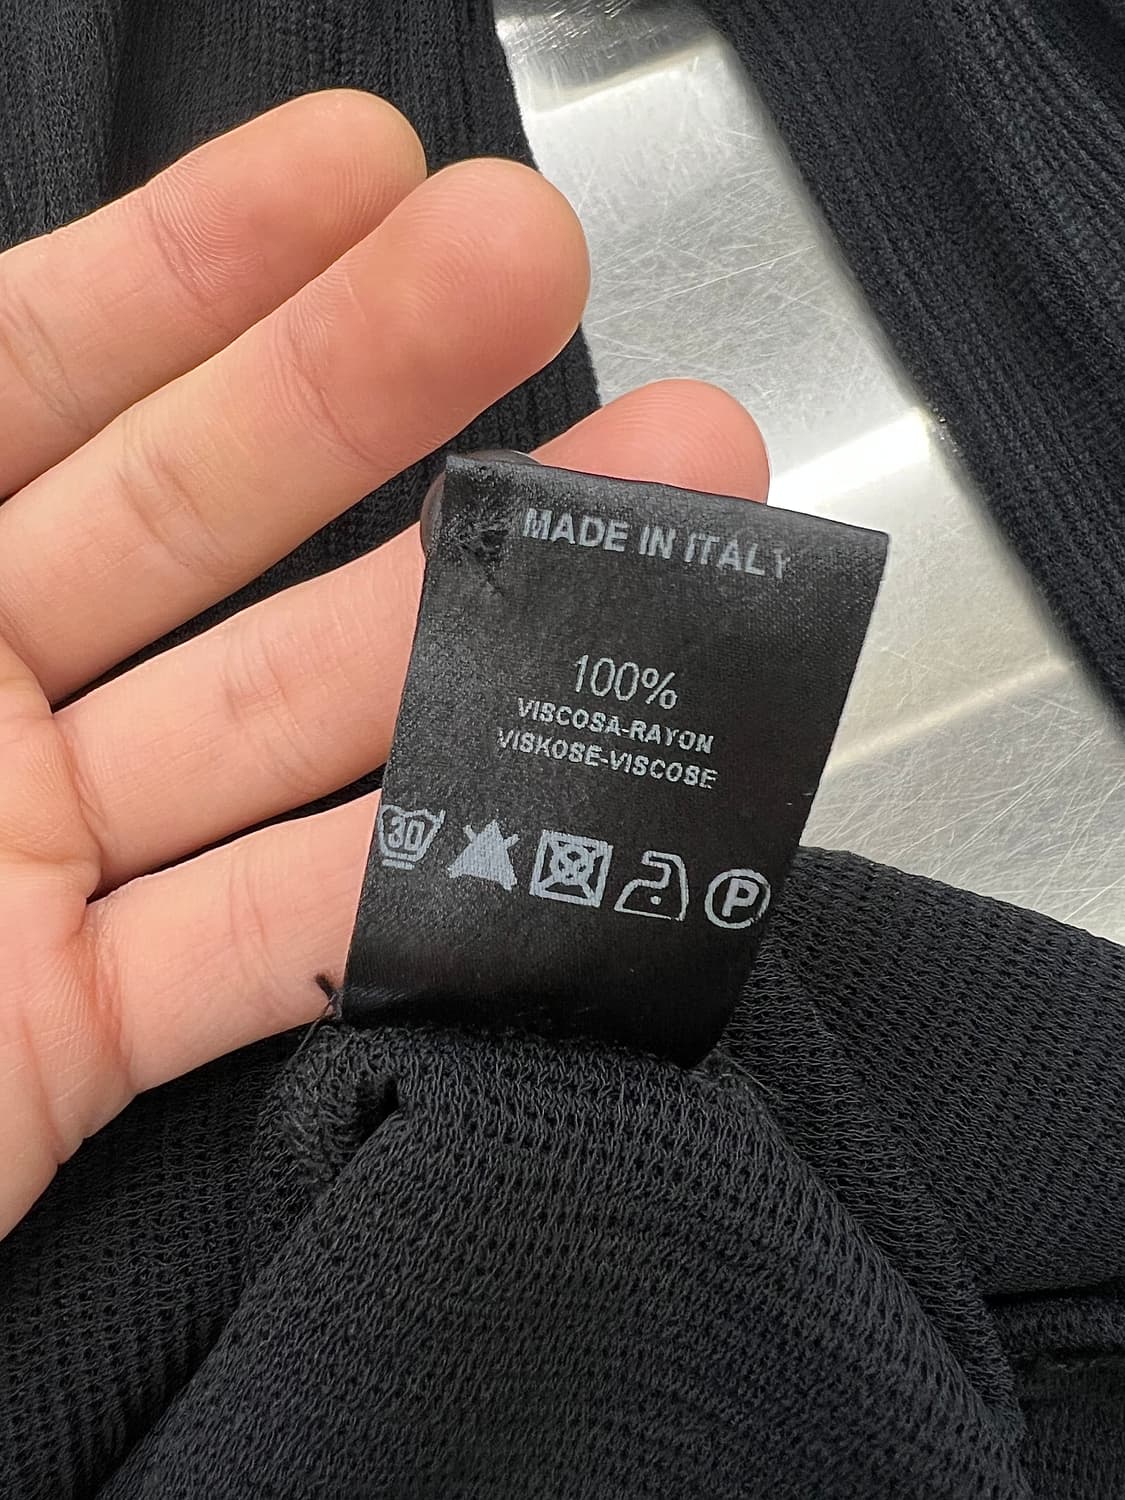 MADE IN ITALY
100%
VISCOSA-RAYON
VISKOSE-VISCOSE
30 P